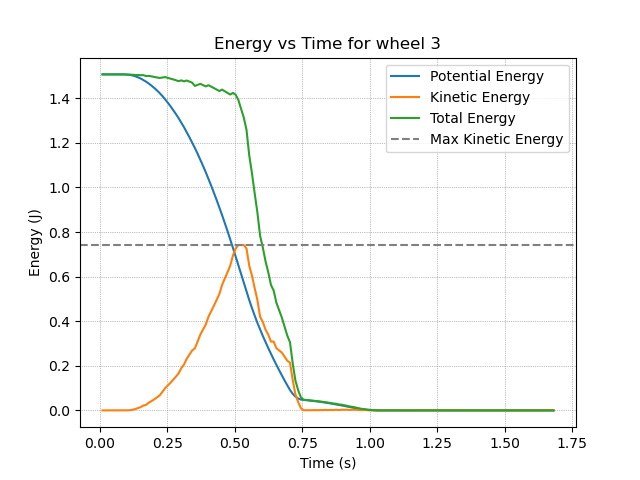 Energy vs Time for wheel 3
Potential Energy
Kinetic Energy
Total Energy
Max Kinetic Energy
Energy (J)
1.4
1.2
1.0
0.8
0.6
0.4
0.2
0.0
0.00 0.25 0.50 0.75 1.00 1.25 1.50 1.75
Time (s)